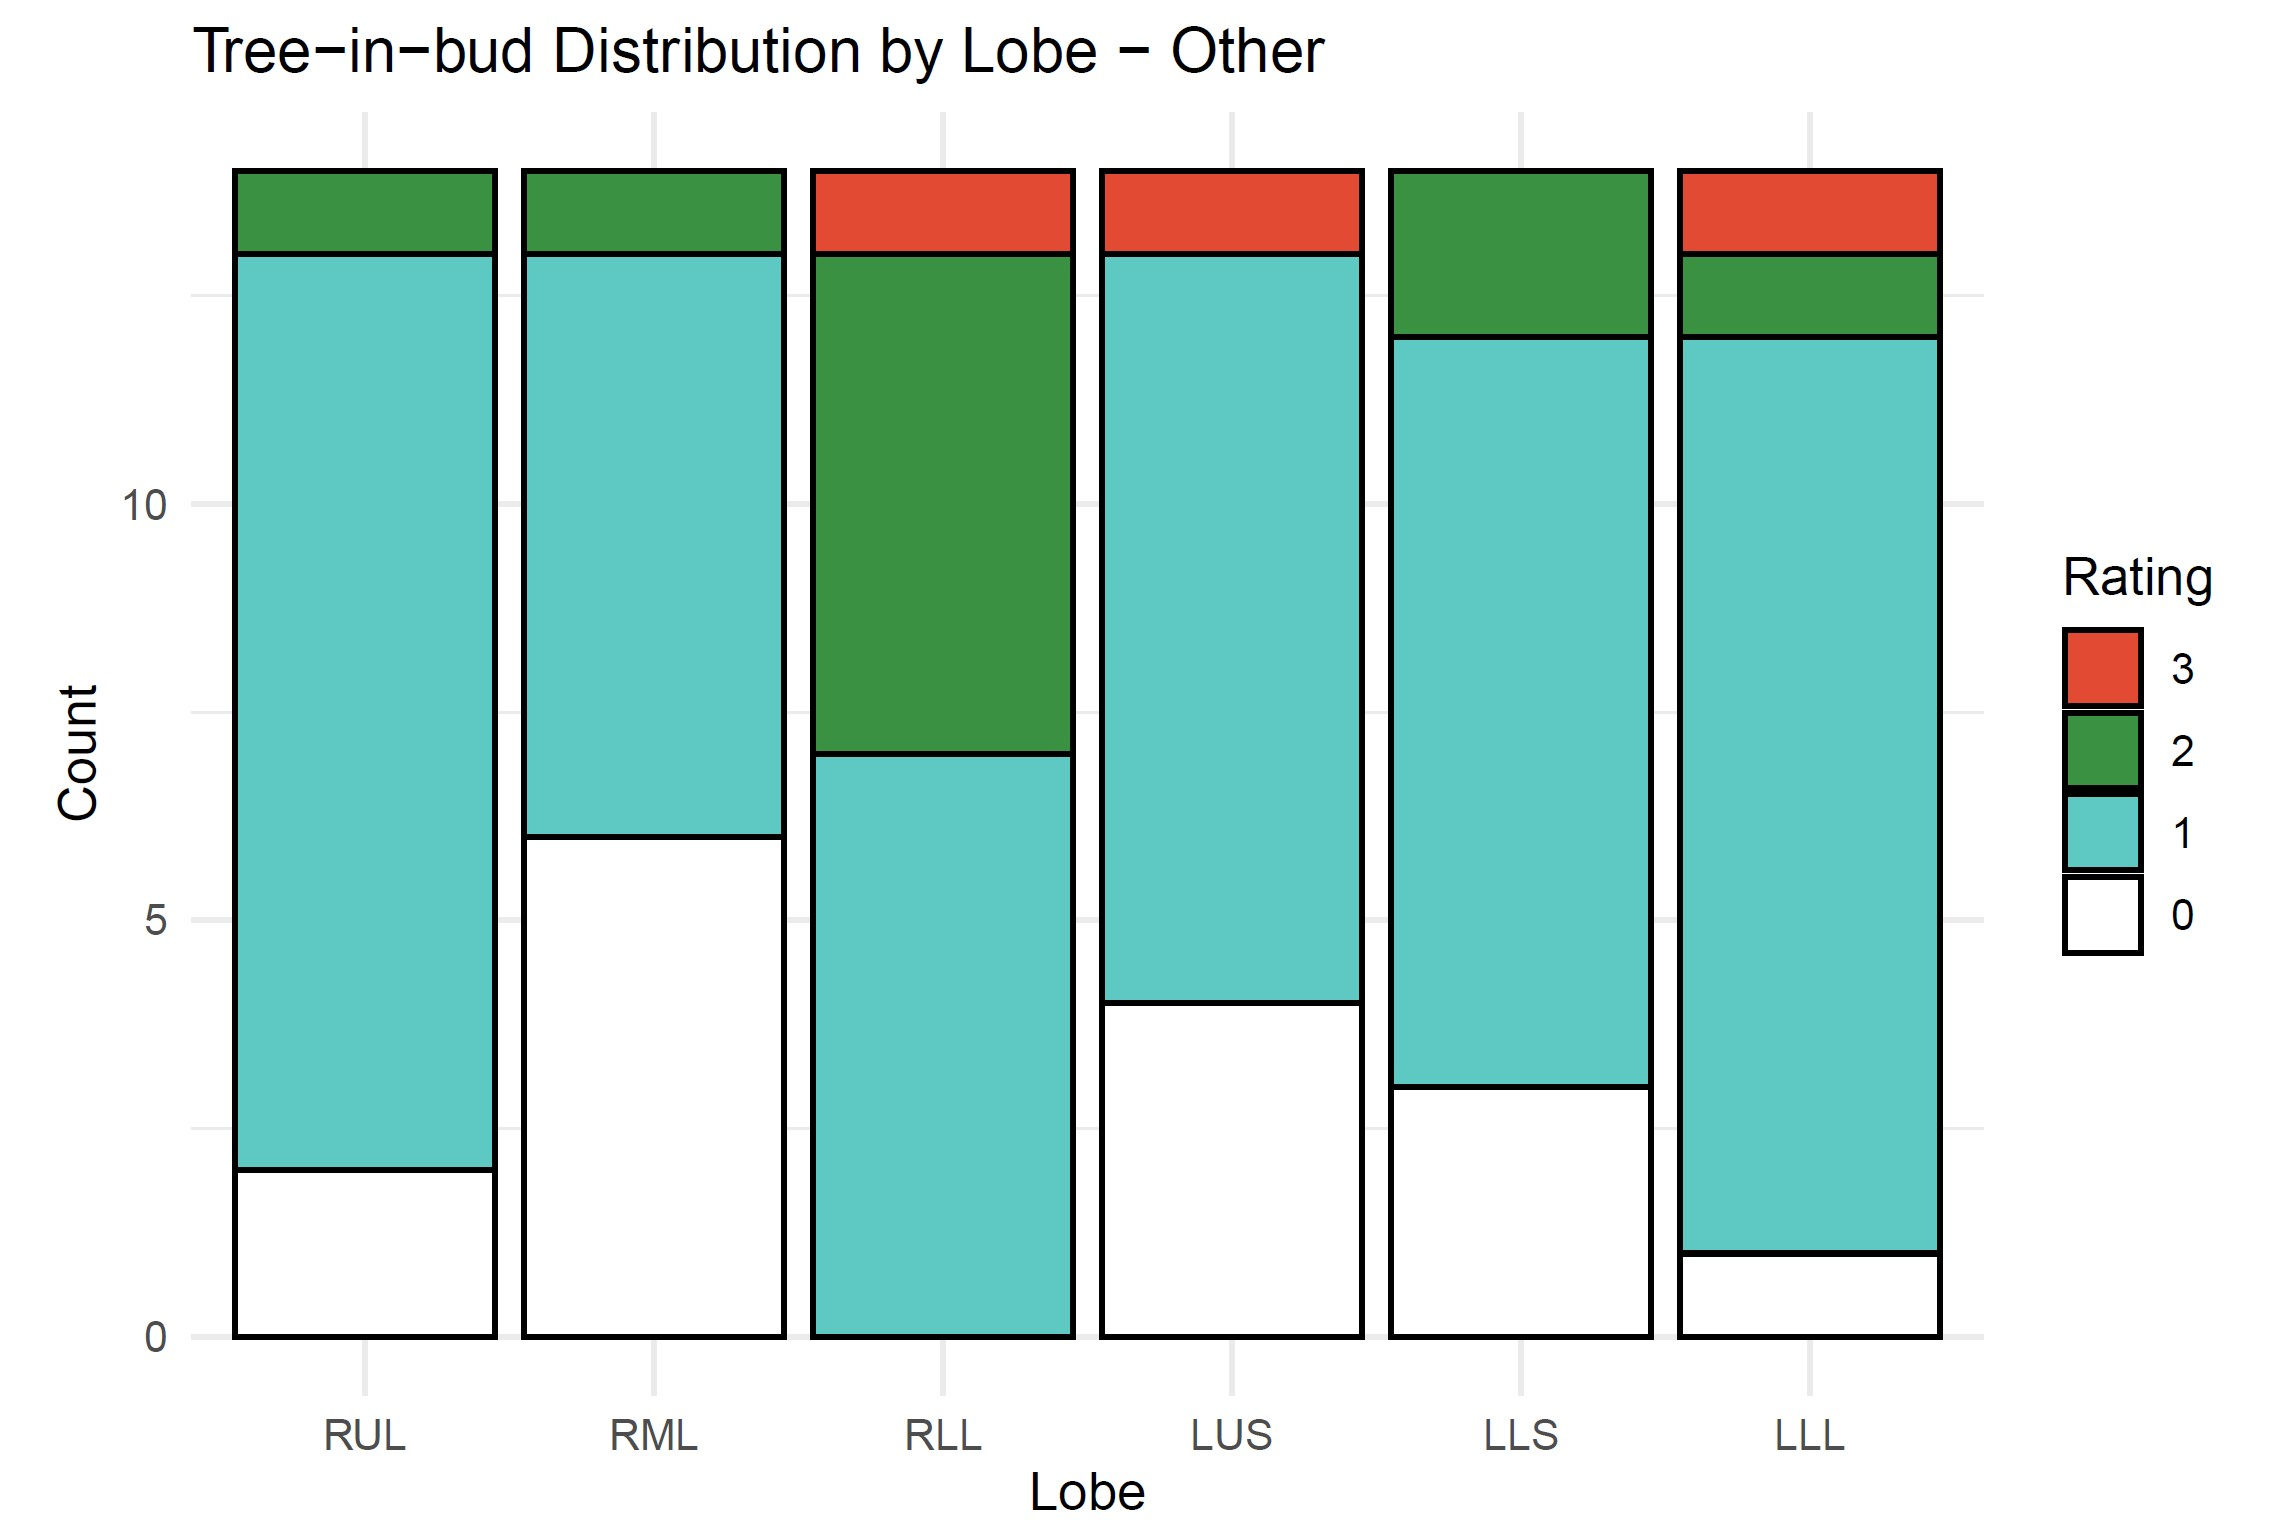 Tree−in−bud Distribution by Lobe − Other
Count
10
5
0
RUL RML RLL LUS LLS LLL
Lobe
Rating
3
2
1
0